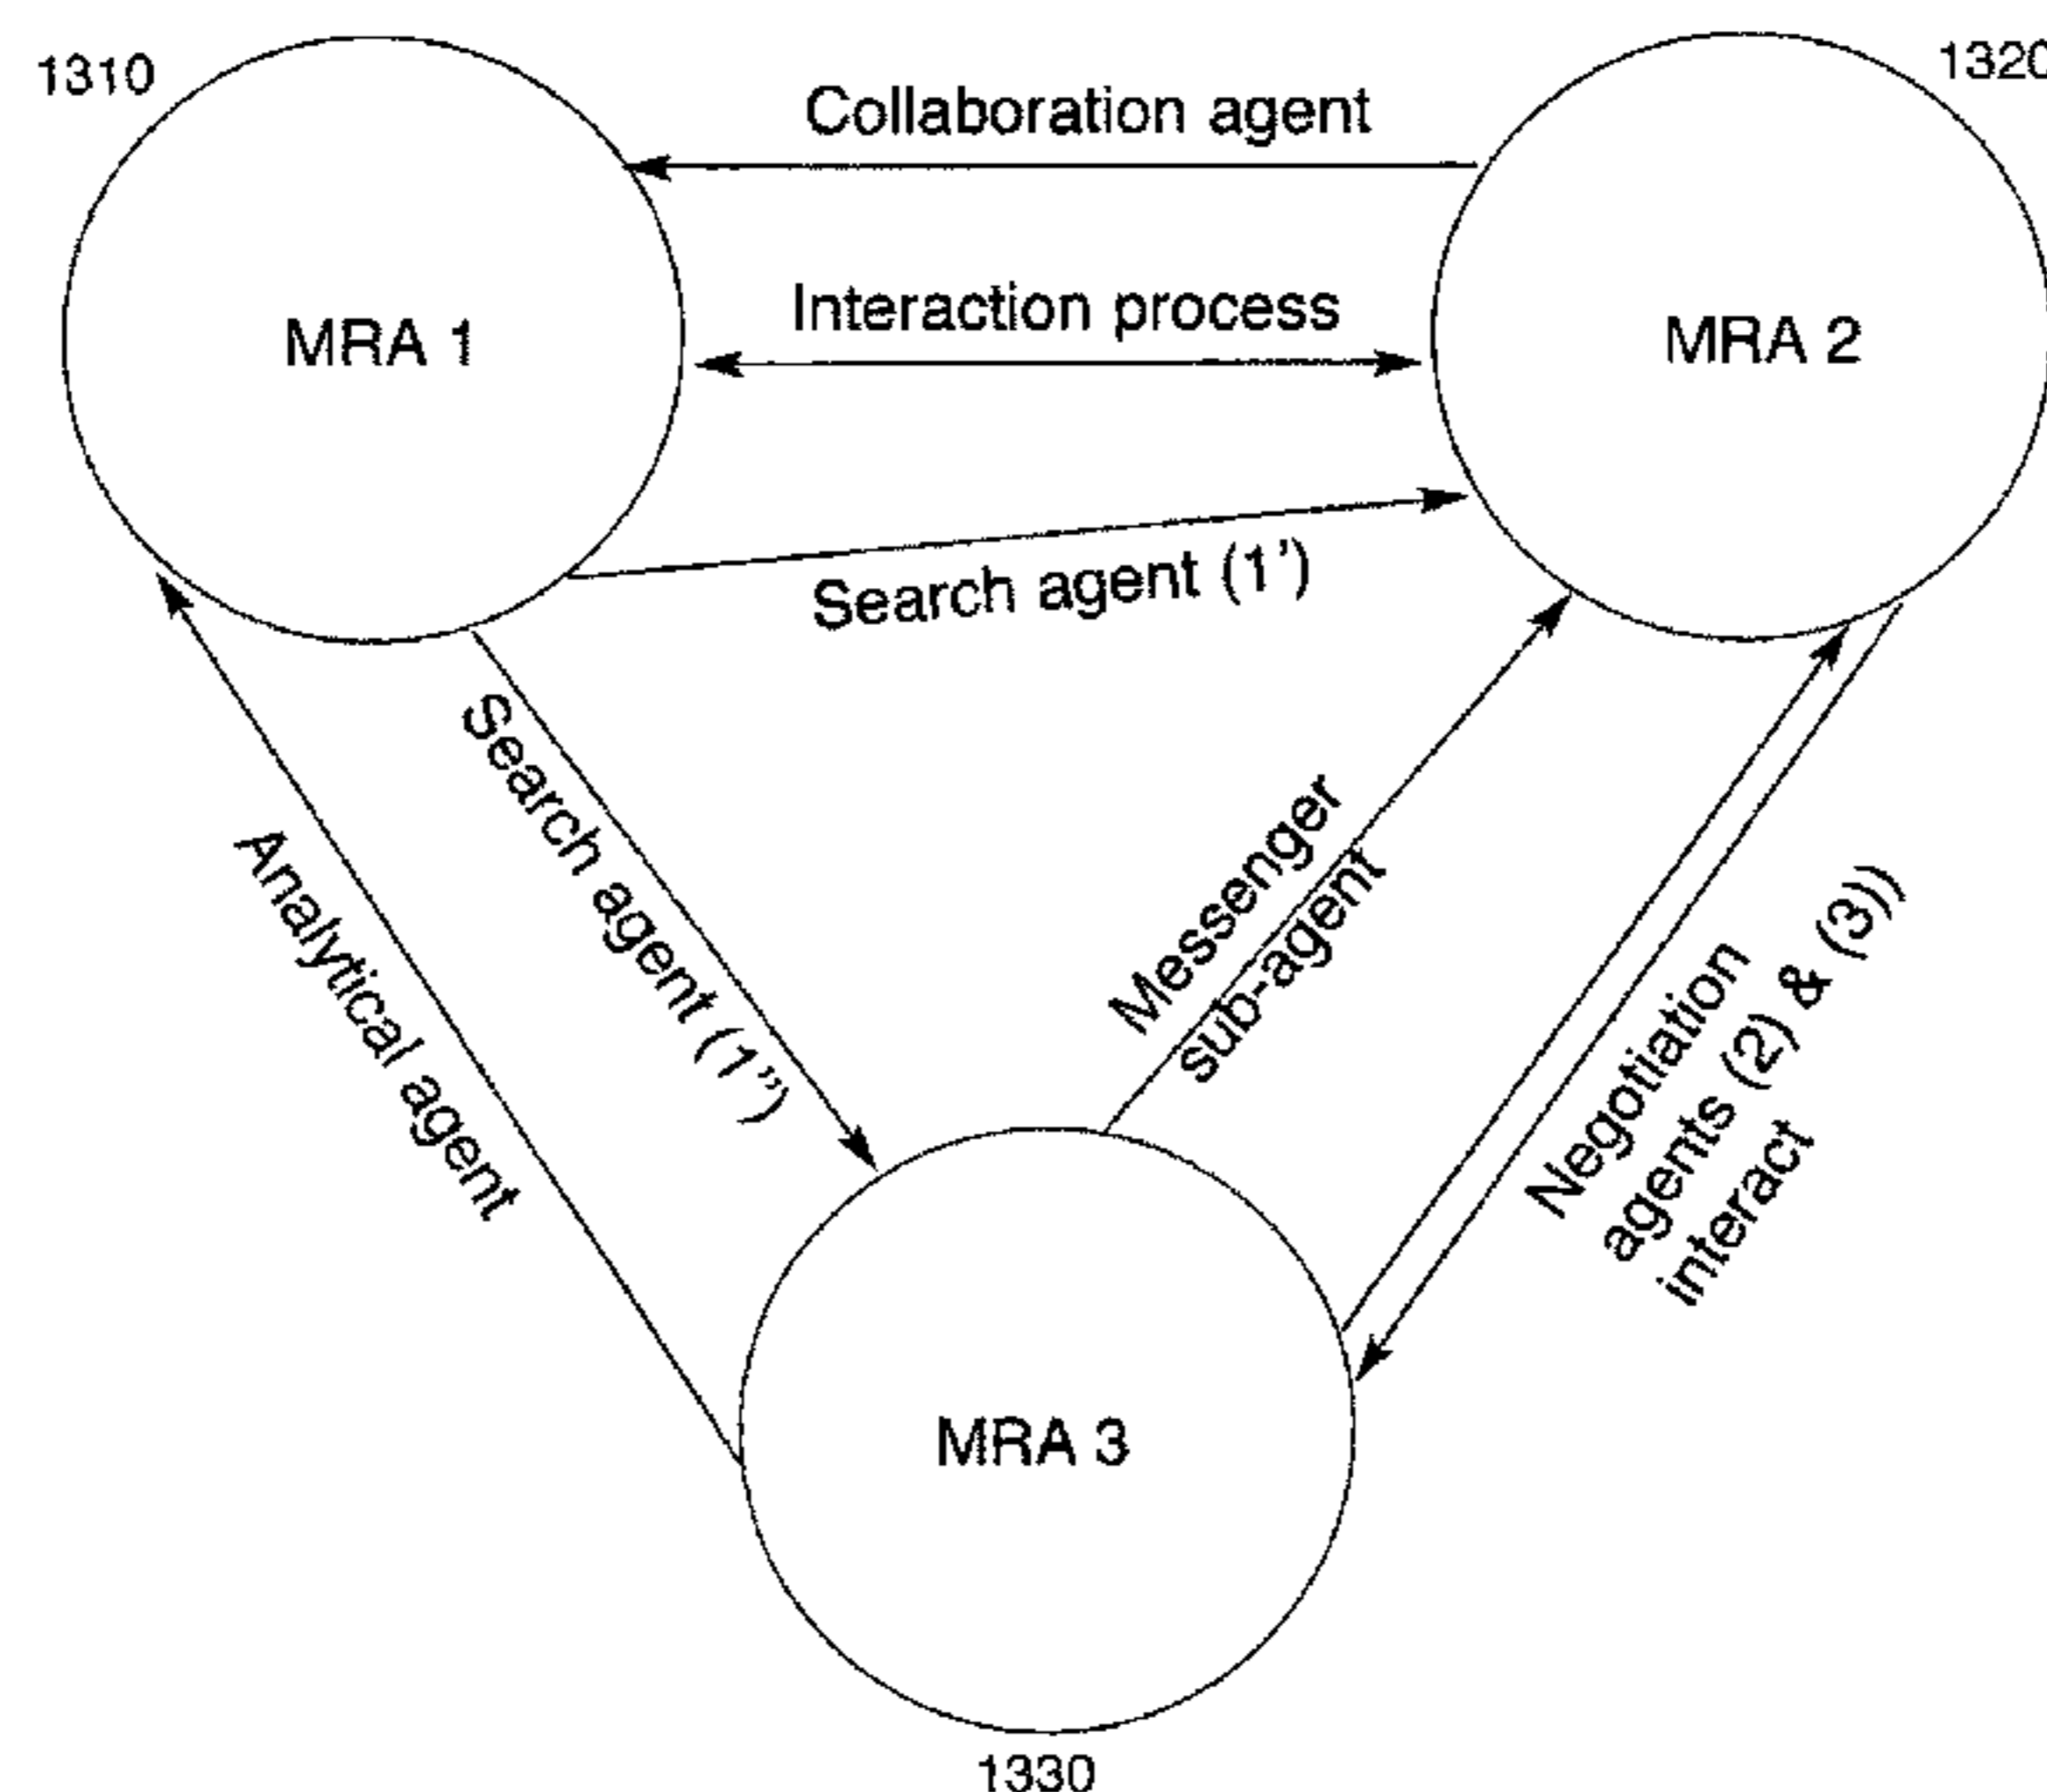 1310
1320
Collaboration agent
Interaction process
MRA 1
MRA 2
Search agent (1')
Search agent (1")
Analytical agent
Messenger
sub-agent
Negotiation
agents (2) & (3))
interact
MRA 3
1330